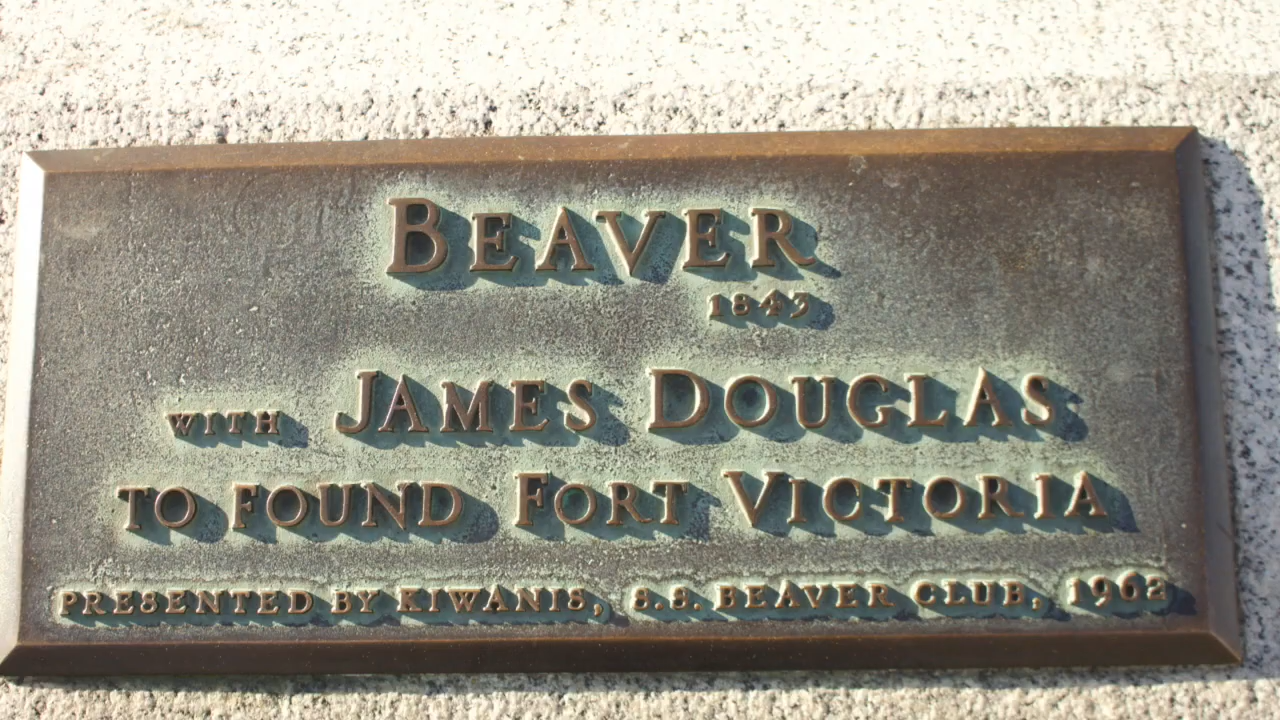 BEAVER
1843
WITH JAMES DOUGLAS
TO FOUND FORT VICTORIA
PRESENTED BY KIWANIS, S.S. BEAVER CLUB, 1962